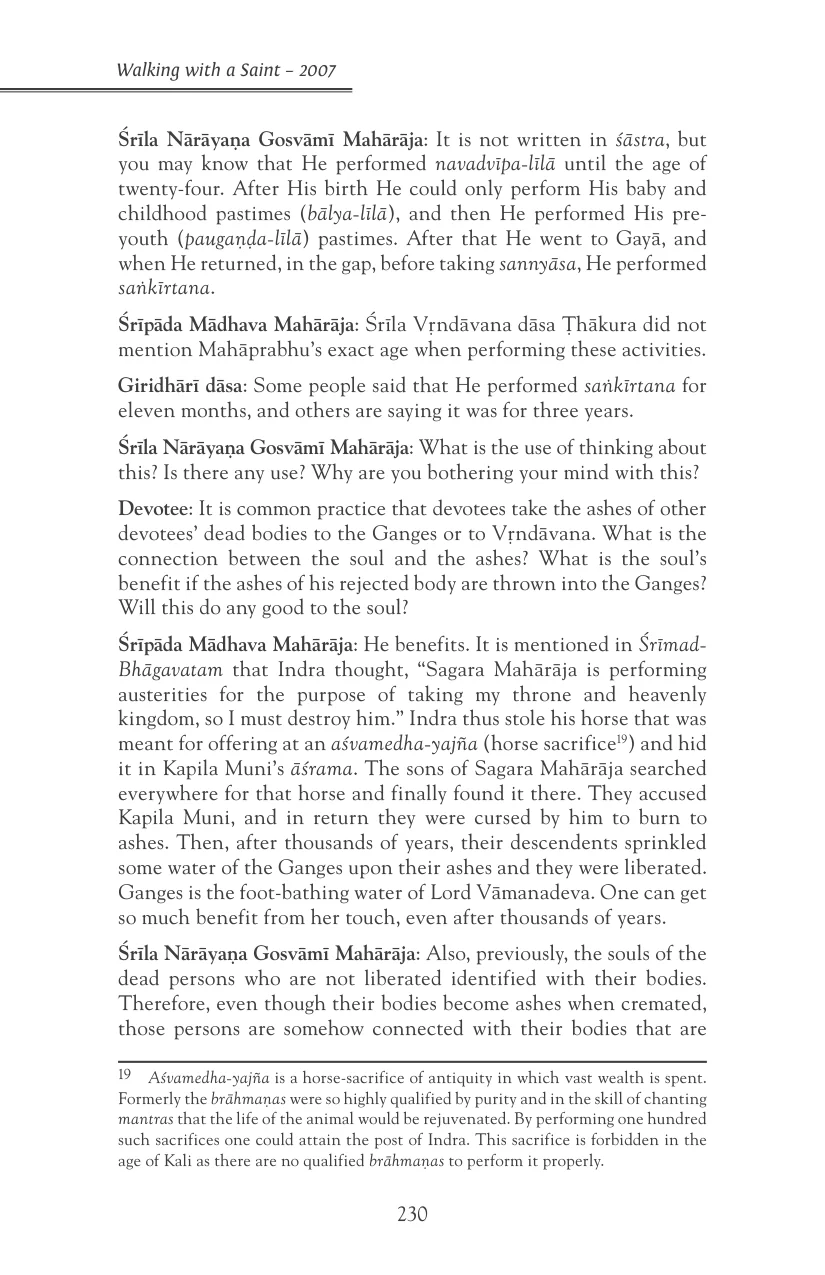 Walking with a Saint – 2007
Śrīla Nārāyaṇa Gosvāmī Mahārāja: It is not written in śāstra, but
you may know that He performed navadvīpa-līlā until the age of
twenty-four. After His birth He could only perform His baby and
childhood pastimes (bālya-līlā), and then He performed His pre-
youth (paugaṇḍa-līlā) pastimes. After that He went to Gayā, and
when He returned, in the gap, before taking sannyāsa, He performed
saṅkīrtana.
Śrīpāda Mādhava Mahārāja: Śrīla Vṛndāvana dāsa Ṭhākura did not
mention Mahāprabhu's exact age when performing these activities.
Giridhārī dāsa: Some people said that He performed saṅkīrtana for
eleven months, and others are saying it was for three years.
Śrīla Nārāyaṇa Gosvāmī Mahārāja: What is the use of thinking about
this? Is there any use? Why are you bothering your mind with this?
Devotee: It is common practice that devotees take the ashes of other
devotees' dead bodies to the Ganges or to Vṛndāvana. What is the
connection between the soul and the ashes? What is the soul's
benefit if the ashes of his rejected body are thrown into the Ganges?
Will this do any good to the soul?
Śrīpāda Mādhava Mahārāja: He benefits. It is mentioned in Śrīmad-
Bhāgavatam that Indra thought, "Sagara Mahārāja is performing
austerities for the purpose of taking my throne and heavenly
kingdom, so I must destroy him." Indra thus stole his horse that was
meant for offering at an aśvamedha-yajña (horse sacrifice19) and hid
it in Kapila Muni's āśrama. The sons of Sagara Mahārāja searched
everywhere for that horse and finally found it there. They accused
Kapila Muni, and in return they were cursed by him to burn to
ashes. Then, after thousands of years, their descendents sprinkled
some water of the Ganges upon their ashes and they were liberated.
Ganges is the foot-bathing water of Lord Vāmanadeva. One can get
so much benefit from her touch, even after thousands of years.
Śrīla Nārāyaṇa Gosvāmī Mahārāja: Also, previously, the souls of the
dead persons who are not liberated identified with their bodies.
Therefore, even though their bodies become ashes when cremated,
those persons are somehow connected with their bodies that are
19 Aśvamedha-yajña is a horse-sacrifice of antiquity in which vast wealth is spent.
Formerly the brāhmaṇas were so highly qualified by purity and in the skill of chanting
mantras that the life of the animal would be rejuvenated. By performing one hundred
such sacrifices one could attain the post of Indra. This sacrifice is forbidden in the
age of Kali as there are no qualified brāhmaṇas to perform it properly.
230